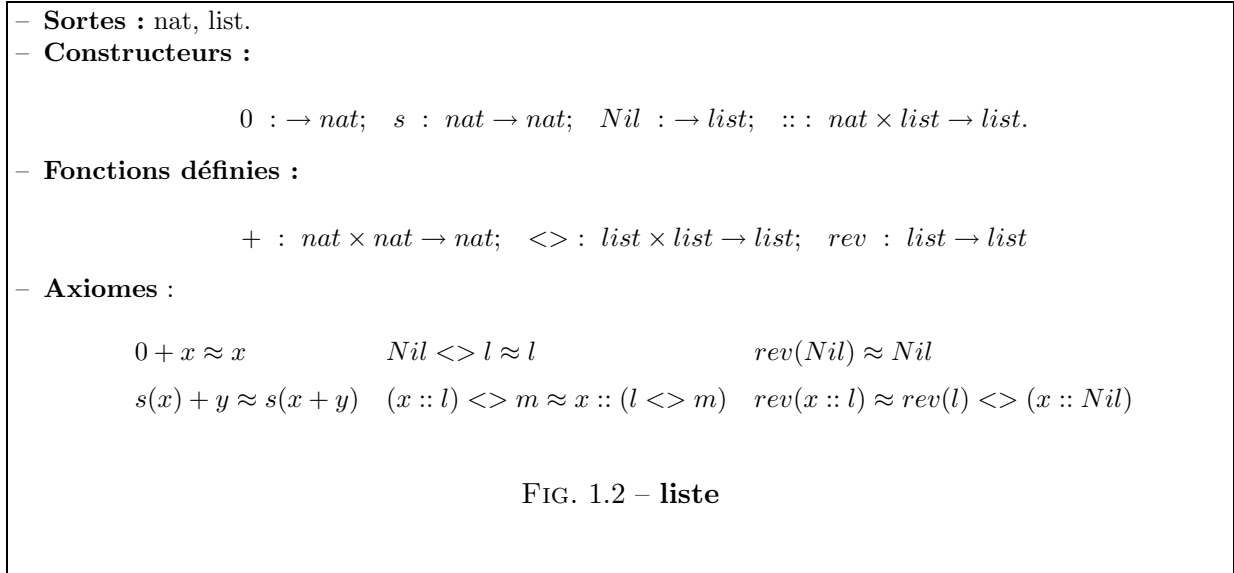 – Sortes : nat, list.
– Constructeurs :
0 : → nat; s : nat → nat; Nil : → list; :: : nat × list → list.
– Fonctions définies :
+ : nat × nat → nat; <> : list × list → list; rev : list → list
– Axiomes :
0 + x ≈ x Nil <> l ≈ l rev(Nil) ≈ Nil
s(x) + y ≈ s(x + y) (x :: l) <> m ≈ x :: (l <> m) rev(x :: l) ≈ rev(l) <> (x :: Nil)
FIG. 1.2 – liste